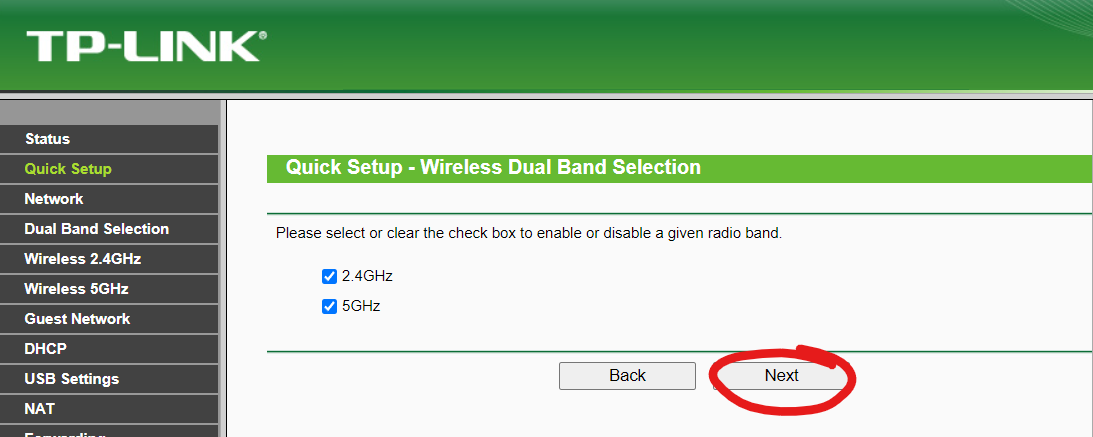 TP-LINK®
Status
Quick Setup
Network
Dual Band Selection
Wireless 2.4GHz
Wireless 5GHz
Guest Network
DHCP
USB Settings
NAT
Forwarding
Quick Setup - Wireless Dual Band Selection
Please select or clear the check box to enable or disable a given radio band.
2.4GHz
5GHz
Back Next